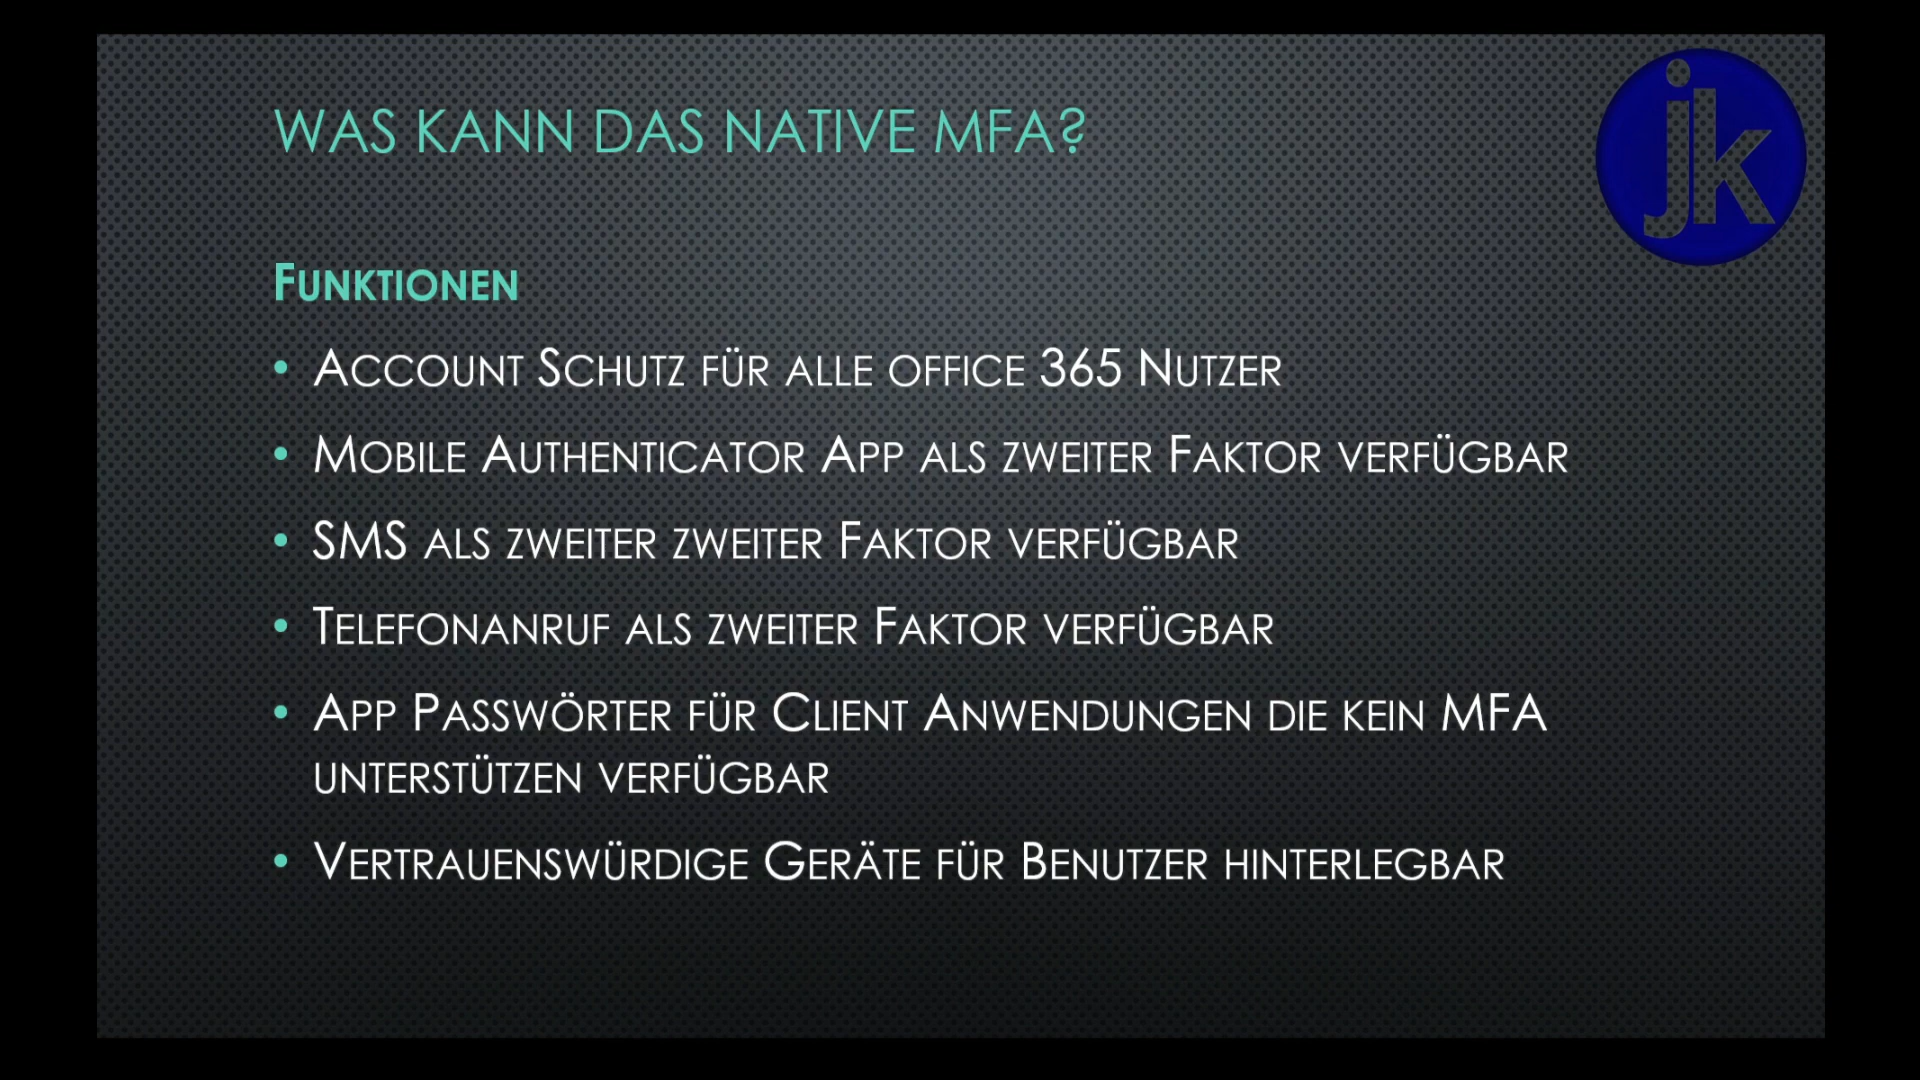 WAS KANN DAS NATIVE MFA?
jk
FUNKTIONEN
• ACCOUNT SCHUTZ FÜR ALLE OFFICE 365 NUTZER
• MOBILE AUTHENTICATOR APP ALS ZWEITER FAKTOR VERFÜGBAR
• SMS ALS ZWEITER ZWEITER FAKTOR VERFÜGBAR
• TELEFONANRUF ALS ZWEITER FAKTOR VERFÜGBAR
• APP PASSWÖRTER FÜR CLIENT ANWENDUNGEN DIE KEIN MFA
UNTERSTÜTZEN VERFÜGBAR
• VERTRAUENSWÜRDIGE GERÄTE FÜR BENUTZER HINTERLEGBAR